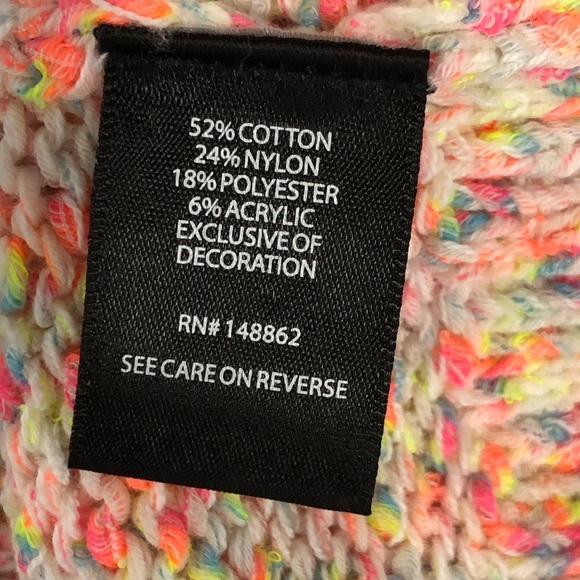 52% COTTON
24% NYLON
18% POLYESTER
6% ACRYLIC
EXCLUSIVE OF
DECORATION
RN# 148862
SEE CARE ON REVERSE